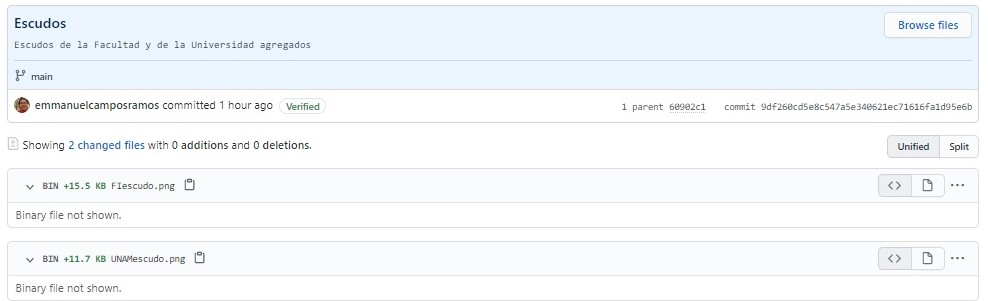 Escudos
Browse files
Escudos de la Facultad y de la Universidad agregados
main
emmanuelcamposramos committed 1 hour ago Verified 1 parent 60902c1 commit 9df260cd5e8c547a5e340621ec71616fa1d95e6b
Showing 2 changed files with 0 additions and 0 deletions. Unified Split
BIN +15.5 KB FIescudo.png
Binary file not shown.
BIN +11.7 KB UNAMescudo.png
Binary file not shown.